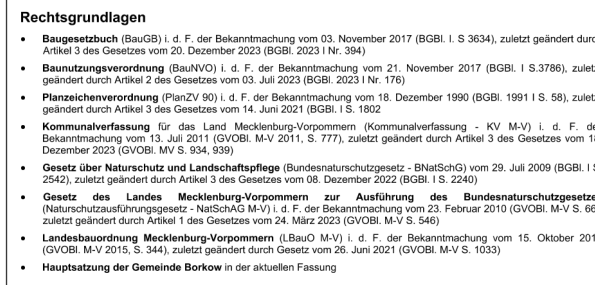 Rechtsgrundlagen
• Baugesetzbuch (BauGB) i. d. F. der Bekanntmachung vom 03. November 2017 (BGBl. I. S 3634), zuletzt geändert durc
Artikel 3 des Gesetzes vom 20. Dezember 2023 (BGBl. 2023 I Nr. 394)
• Baunutzungsverordnung (BauNVO) i. d. F. der Bekanntmachung vom 21. November 2017 (BGBl. I S.3786), zuletz
geändert durch Artikel 2 des Gesetzes vom 03. Juli 2023 (BGBl. 2023 I Nr. 176)
• Planzeichenverordnung (PlanZV 90) i. d. F. der Bekanntmachung vom 18. Dezember 1990 (BGBl. 1991 I S. 58), zuletz
geändert durch Artikel 3 des Gesetzes vom 14. Juni 2021 (BGBl. I S. 1802
• Kommunalverfassung für das Land Mecklenburg-Vorpommern (Kommunalverfassung - KV M-V) i. d. F. de
Bekanntmachung vom 13. Juli 2011 (GVOBl. M-V 2011, S. 777), zuletzt geändert durch Artikel 3 des Gesetzes vom 18
Dezember 2023 (GVOBl. MV S. 934, 939)
• Gesetz über Naturschutz und Landschaftspflege (Bundesnaturschutzgesetz - BNatSchG) vom 29. Juli 2009 (BGBl. I S
2542), zuletzt geändert durch Artikel 3 des Gesetzes vom 08. Dezember 2022 (BGBl. I S. 2240)
• Gesetz des Landes Mecklenburg-Vorpommern zur Ausführung des Bundesnaturschutzgesetze
(Naturschutzausführungsgesetz - NatSchAG M-V) i. d. F. der Bekanntmachung vom 23. Februar 2010 (GVOBl. M-V S. 66
zuletzt geändert durch Artikel 1 des Gesetzes vom 24. März 2023 (GVOBl. M-V S. 546)
• Landesbauordnung Mecklenburg-Vorpommern (LBauO M-V) i. d. F. der Bekanntmachung vom 15. Oktober 201
(GVOBl. M-V 2015, S. 344), zuletzt geändert durch Gesetz vom 26. Juni 2021 (GVOBl. M-V S. 1033)
• Hauptsatzung der Gemeinde Borkow in der aktuellen Fassung